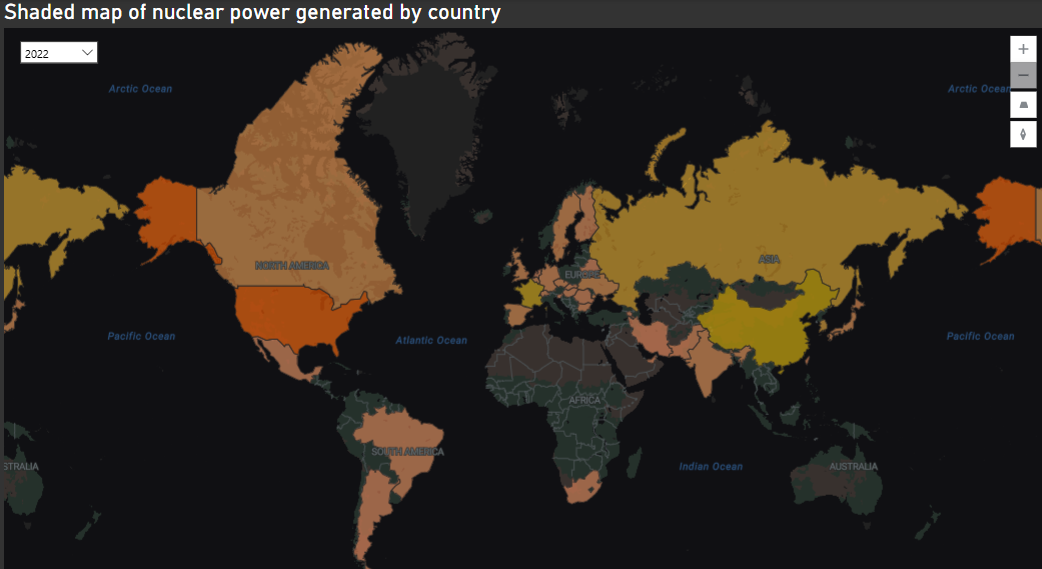 Shaded map of nuclear power generated by country
2022
Arctic Ocean
Arctic Ocean
NORTH AMERICA
ASIA
EUROPE
Pacific Ocean
Atlantic Ocean
Pacific Ocean
AFRICA
SOUTH AMERICA
STRALIA
Indian Ocean
AUSTRALIA